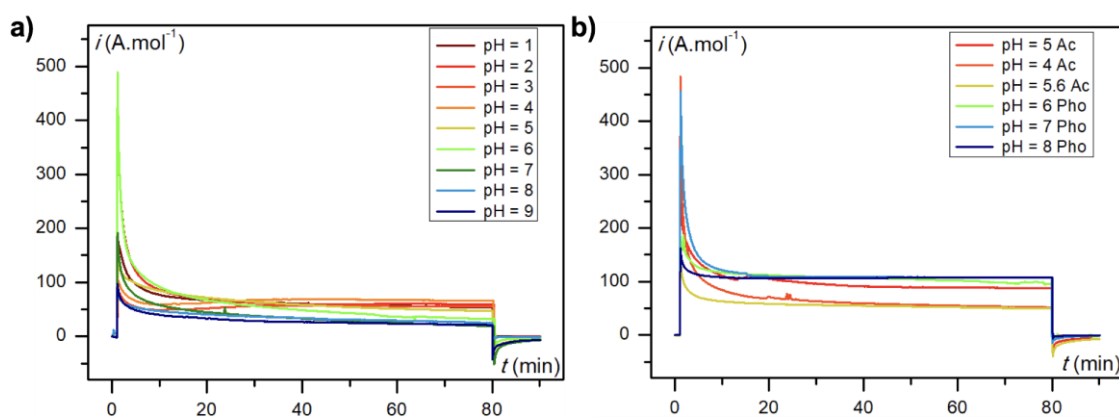 a)
i (A.mol⁻¹)
500
400
300
200
100
0
0
20
40
60
80
t (min)
pH = 1
pH = 2
pH = 3
pH = 4
pH = 5
pH = 6
pH = 7
pH = 8
pH = 9
b)
i (A.mol⁻¹)
500
400
300
200
100
0
0
20
40
60
80
t (min)
pH = 5 Ac
pH = 4 Ac
pH = 5.6 Ac
pH = 6 Pho
pH = 7 Pho
pH = 8 Pho